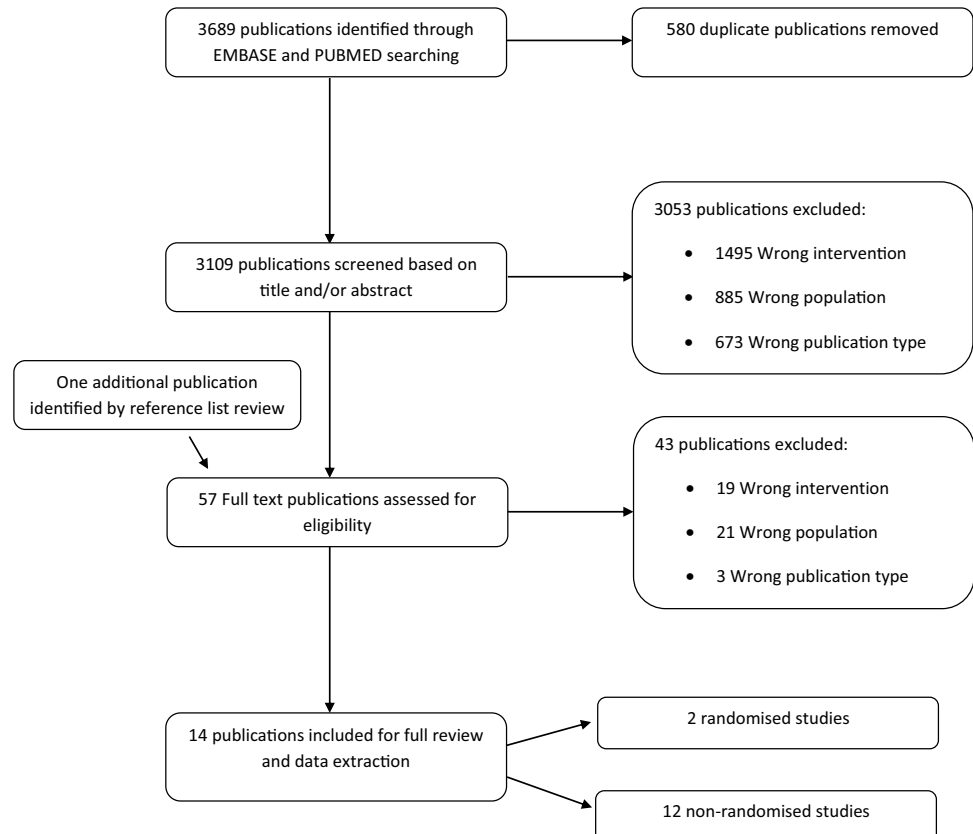 3689 publications identified through
EMBASE and PUBMED searching
580 duplicate publications removed
3109 publications screened based on
title and/or abstract
3053 publications excluded:
• 1495 Wrong intervention
• 885 Wrong population
• 673 Wrong publication type
One additional publication
identified by reference list review
57 Full text publications assessed for
eligibility
43 publications excluded:
• 19 Wrong intervention
• 21 Wrong population
• 3 Wrong publication type
14 publications included for full review
and data extraction
2 randomised studies
12 non-randomised studies